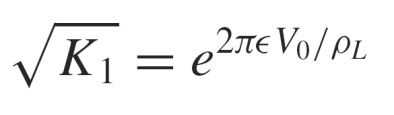 √K₁ = e^{2πϵV₀/ρ_L}